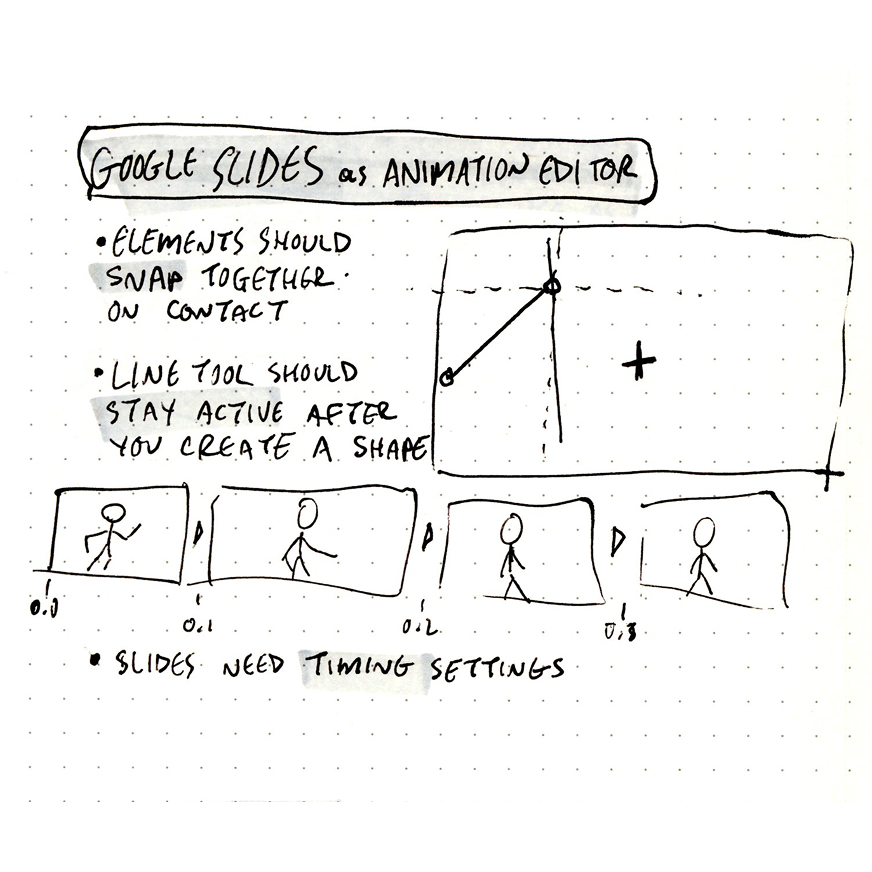 GOOGLE SLIDES as ANIMATION EDITOR
• ELEMENTS SHOULD
SNAP TOGETHER
ON CONTACT
• LINE TOOL SHOULD
STAY ACTIVE AFTER
YOU CREATE A SHAPE
0.0
0.1
0.2
0.3
• SLIDES NEED TIMING SETTINGS